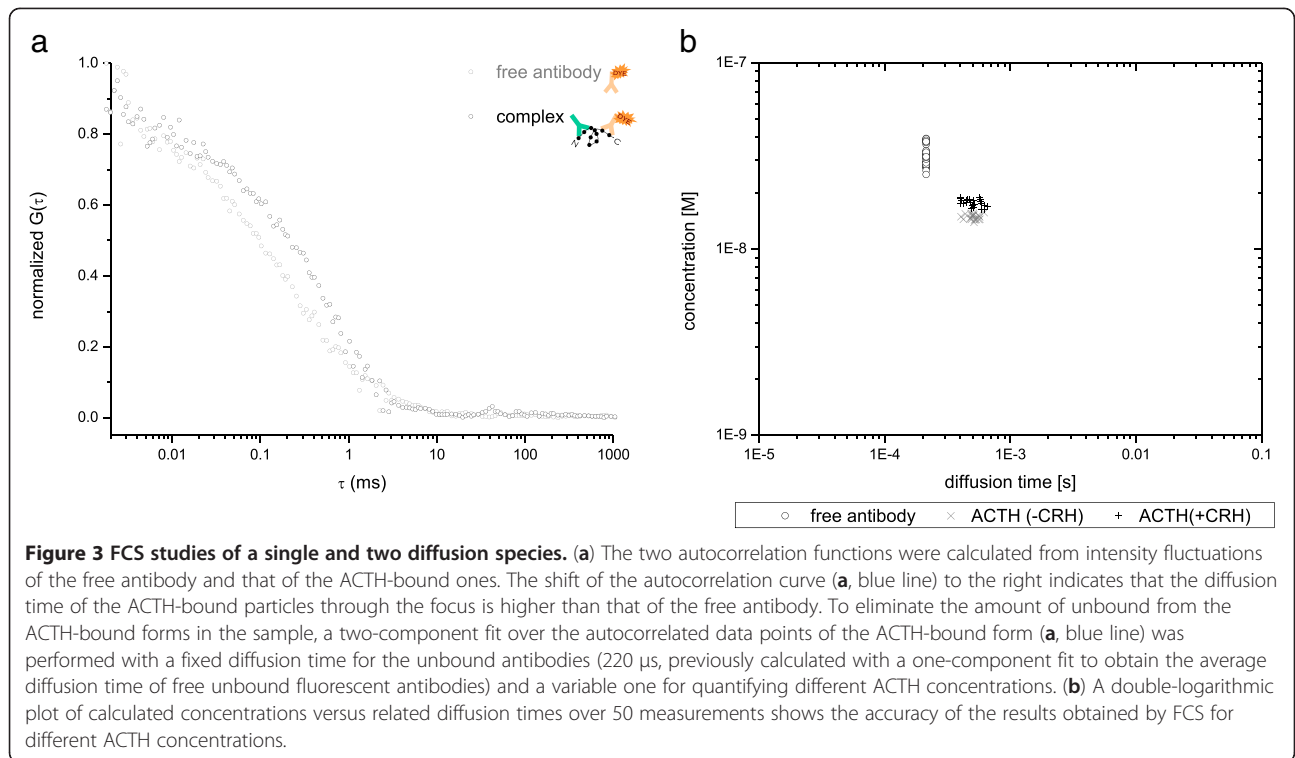 a
b
1.0
0.8
0.6
0.4
0.2
0.0
normalized G(τ)
0.01
0.1
1
10
100
1000
τ (ms)
free antibody
DYE
complex
DYE
N
C
1E-7
1E-8
1E-9
concentration [M]
1E-5
1E-4
1E-3
0.01
0.1
diffusion time [s]
free antibody
ACTH (-CRH)
ACTH(+CRH)
Figure 3 FCS studies of a single and two diffusion species. (a) The two autocorrelation functions were calculated from intensity fluctuations
of the free antibody and that of the ACTH-bound ones. The shift of the autocorrelation curve (a, blue line) to the right indicates that the diffusion
time of the ACTH-bound particles through the focus is higher than that of the free antibody. To eliminate the amount of unbound from the
ACTH-bound forms in the sample, a two-component fit over the autocorrelated data points of the ACTH-bound form (a, blue line) was
performed with a fixed diffusion time for the unbound antibodies (220 μs, previously calculated with a one-component fit to obtain the average
diffusion time of free unbound fluorescent antibodies) and a variable one for quantifying different ACTH concentrations. (b) A double-logarithmic
plot of calculated concentrations versus related diffusion times over 50 measurements shows the accuracy of the results obtained by FCS for
different ACTH concentrations.